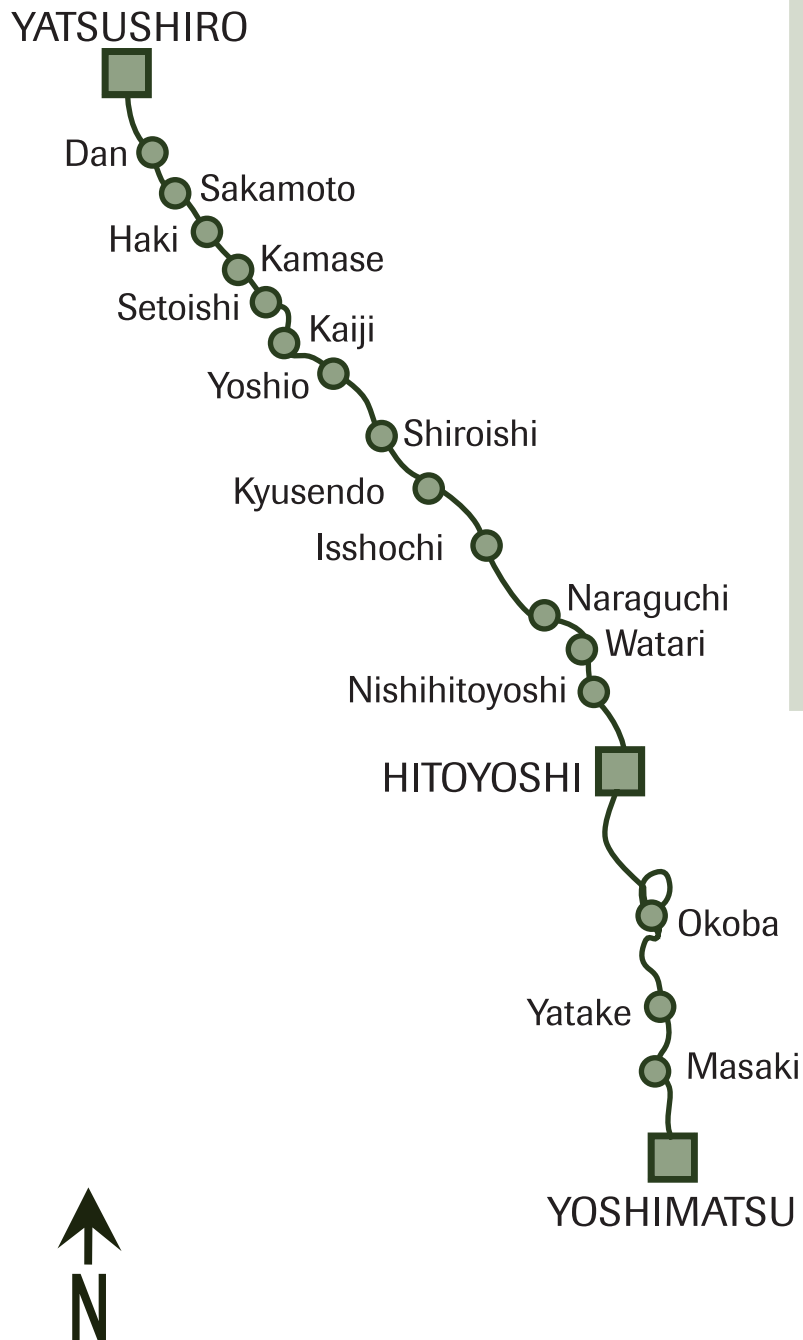 YATSUSHIRO
Dan
Sakamoto
Haki
Kamase
Setoishi
Kaiji
Yoshio
Shiroishi
Kyusendo
Isshochi
Naraguchi
Watari
Nishihitoyoshi
HITOYOSHI
Okoba
Yatake
Masaki
YOSHIMATSU
N